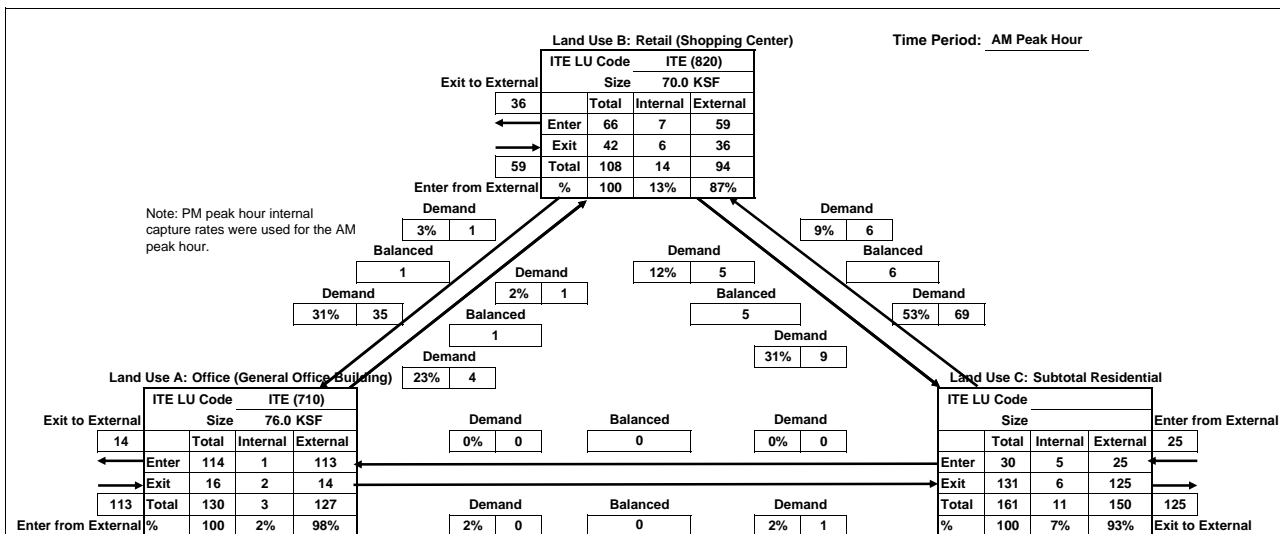 Land Use B: Retail (Shopping Center)
Time Period: AM Peak Hour
ITE LU Code ITE (820)
Exit to External Size 70.0 KSF
36 Total Internal External
Enter 66 7 59
Exit 42 6 36
59 Total 108 14 94
Enter from External % 100 13% 87%
Note: PM peak hour internal
capture rates were used for the AM
peak hour.
Demand
3% 1
Balanced
1
Demand
31% 35
Demand
2% 1
Balanced
1
Demand
23% 4
Demand
12% 5
Balanced
5
Demand
31% 9
Demand
9% 6
Balanced
6
Demand
53% 69
Land Use A: Office (General Office Building)
ITE LU Code ITE (710)
Exit to External Size 76.0 KSF
14 Total Internal External
Enter 114 1 113
Exit 16 2 14
113 Total 130 3 127
Enter from External % 100 2% 98%
Demand Balanced Demand
0% 0 0 0% 0
Demand Balanced Demand
2% 0 0 2% 1
Land Use C: Subtotal Residential
ITE LU Code
Size Enter from External
Total Internal External 25
Enter 30 5 25
Exit 131 6 125
Total 161 11 150 125
% 100 7% 93% Exit to External